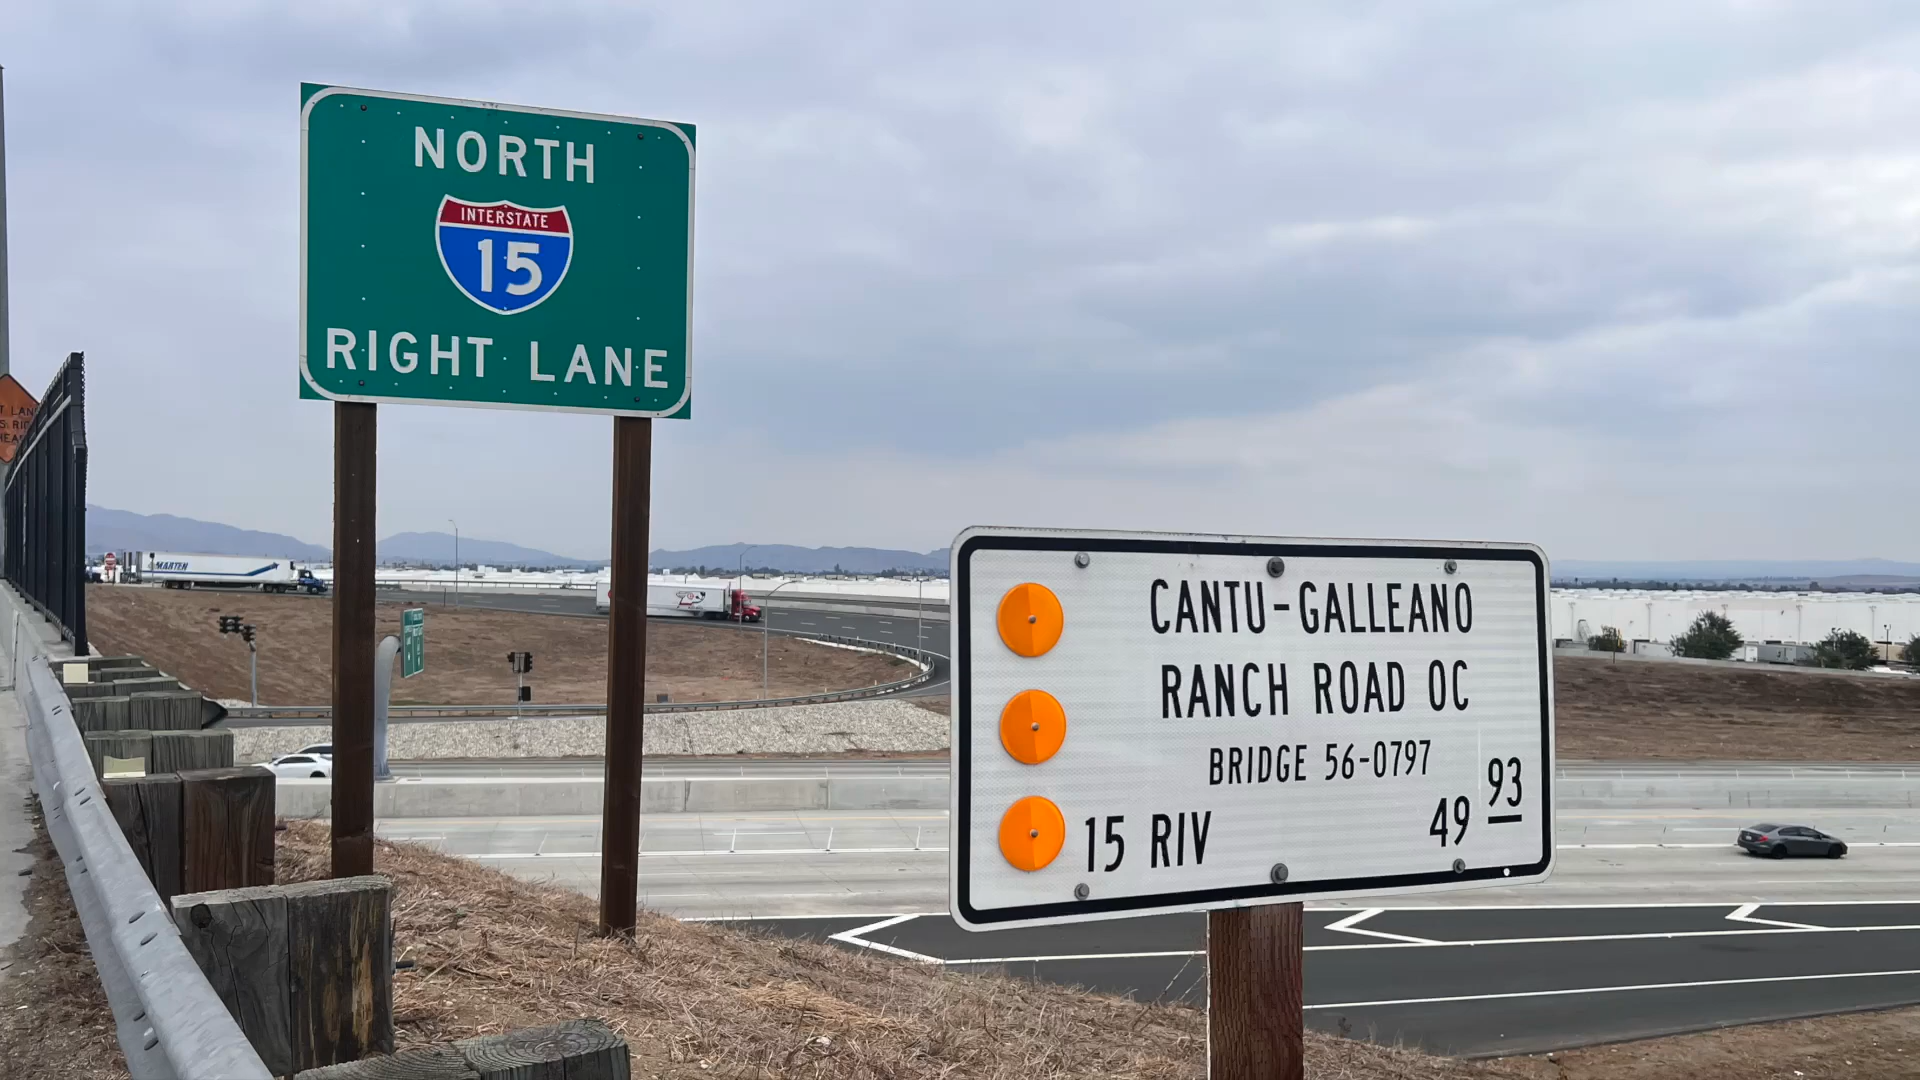 NORTH
INTERSTATE
15
RIGHT LANE
CANTU-GALLEANO
RANCH ROAD OC
BRIDGE 56-0797
15 RIV 49 93
MARTEN